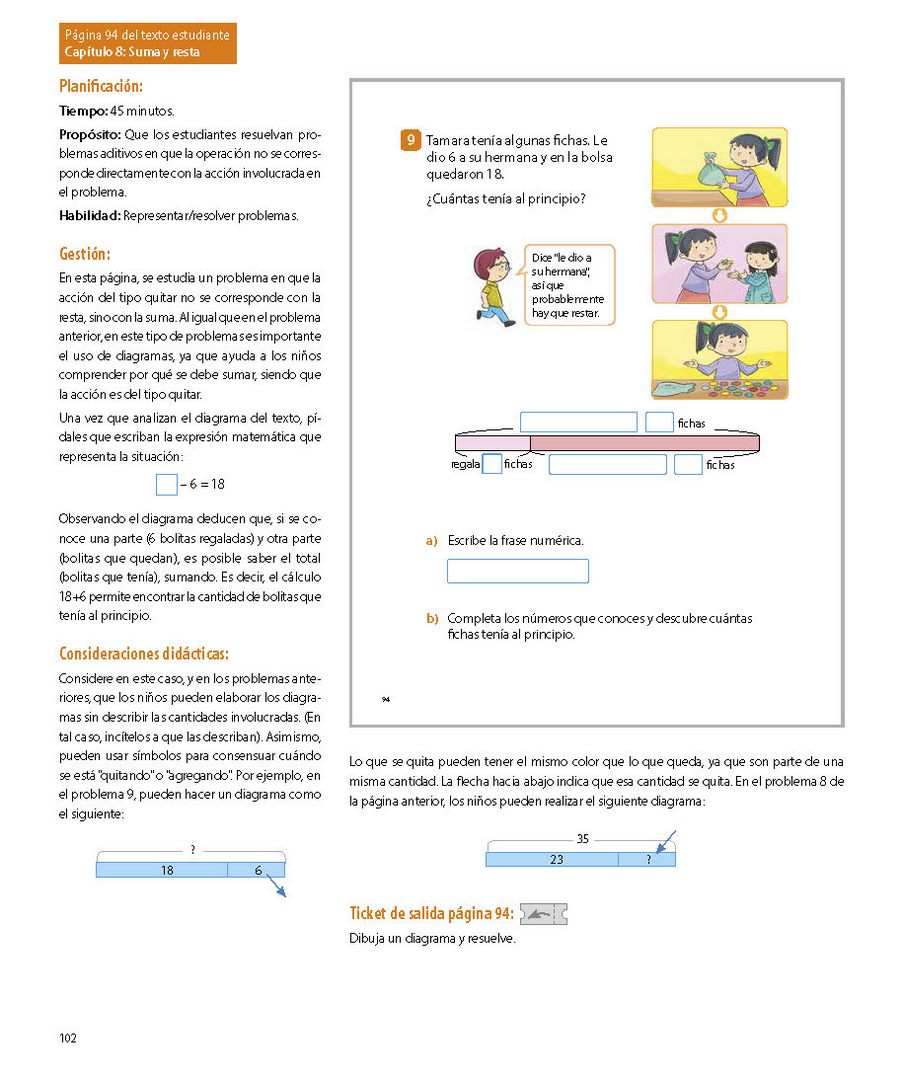 Página 94 del texto estudiante
Capítulo 8: Suma y resta
Planificación:
Tiempo: 45 minutos.
Propósito: Que los estudiantes resuelvan pro-
blemas aditivos en que la operación no se corres-
ponde directamente con la acción involucrada en
el problema.
Habilidad: Representar/resolver problemas.
Gestión:
En esta página, se estudia un problema en que la
acción del tipo quitar no se corresponde con la
resta, sino con la suma. Al igual que en el problema
anterior, en este tipo de problemas es importante
el uso de diagramas, ya que ayuda a los niños
comprender por qué se debe sumar, siendo que
la acción es del tipo quitar.
Una vez que analizan el diagrama del texto, pí-
dales que escriban la expresión matemática que
representa la situación:
– 6 = 18
Observando el diagrama deducen que, si se co-
noce una parte (6 bolitas regaladas) y otra parte
(bolitas que quedan), es posible saber el total
(bolitas que tenía), sumando. Es decir, el cálculo
18+6 permite encontrar la cantidad de bolitas que
tenía al principio.
Consideraciones didácticas:
Considere en este caso, y en los problemas ante-
riores, que los niños pueden elaborar los diagra-
mas sin describir las cantidades involucradas. (En
tal caso, incítelos a que las describan). Asimismo,
pueden usar símbolos para consensuar cuándo
se está "quitando" o "agregando". Por ejemplo, en
el problema 9, pueden hacer un diagrama como
el siguiente:
?
18 6
9 Tamara tenía algunas fichas. Le
dio 6 a su hermana y en la bolsa
quedaron 18.
¿Cuántas tenía al principio?
Dice "le dio a
su hermana",
así que
probablemente
hay que restar.
fichas
regala fichas fichas
a) Escribe la frase numérica.
b) Completa los números que conoces y descubre cuántas
fichas tenía al principio.
94
Lo que se quita pueden tener el mismo color que lo que queda, ya que son parte de una
misma cantidad. La flecha hacia abajo indica que esa cantidad se quita. En el problema 8 de
la página anterior, los niños pueden realizar el siguiente diagrama:
35
23 ?
Ticket de salida página 94:
Dibuja un diagrama y resuelve.
102